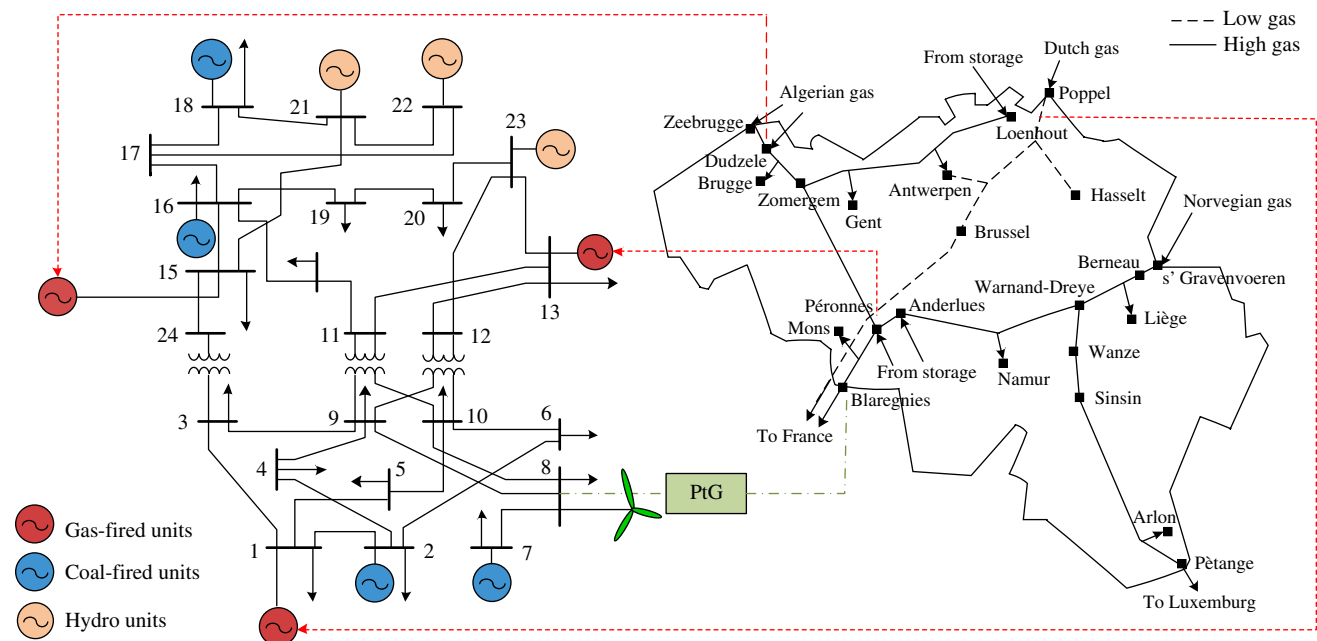 Low gas
High gas
From storage
Dutch gas
Algerian gas
Poppel
Zeebrugge
Loenhout
Dudzele
Brugge
Zomergem
Gent
Antwerpen
Hasselt
Brussel
Norvegian gas
Berneau
s' Gravenvoeren
Warnand-Dreye
Liège
Péronnes
Anderlues
Mons
From storage
Namur
Wanze
Blaregnies
Sinsin
To France
Arlon
Pètange
To Luxemburg
18
21
22
23
17
16
19
20
15
13
24
11
12
3
9
10
6
4
5
8
PtG
1
2
7
Gas-fired units
Coal-fired units
Hydro units